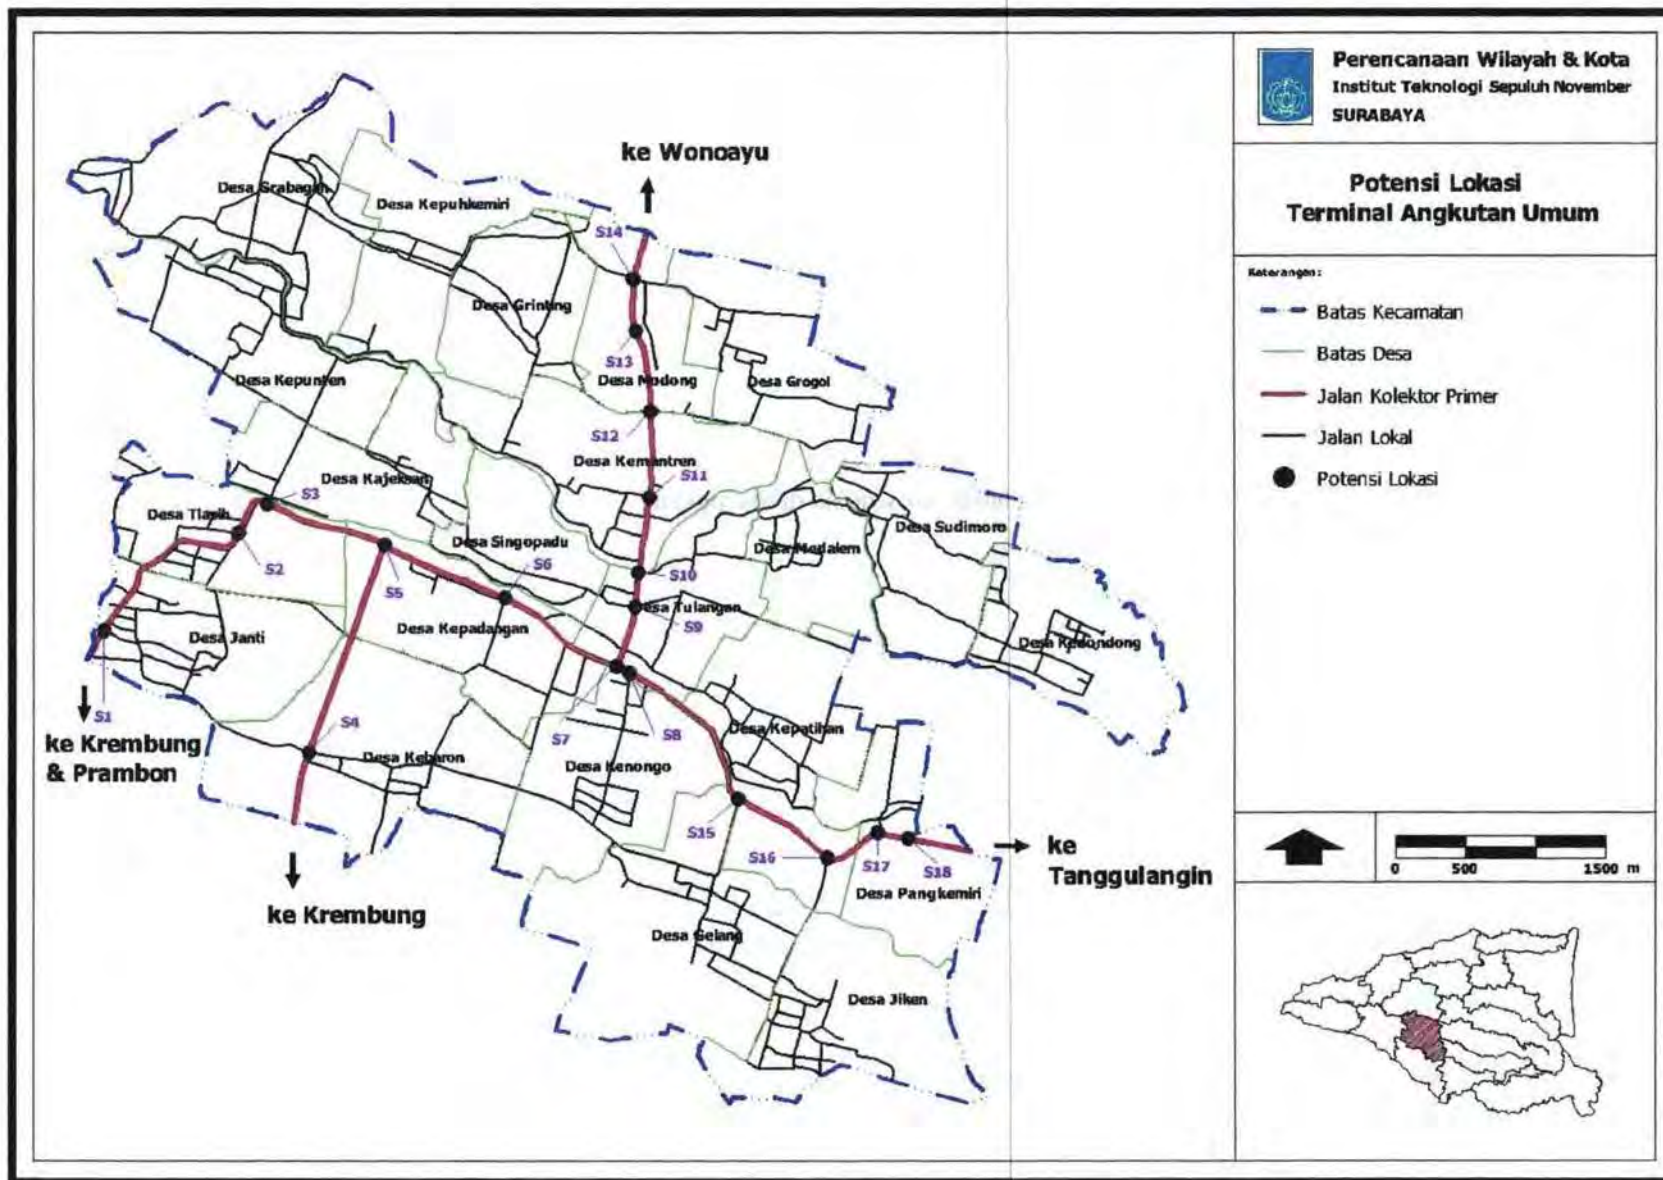 Perencanaan Wilayah & Kota
Institut Teknologi Sepuluh November
SURABAYA
Potensi Lokasi
Terminal Angkutan Umum
Keterangan:
Batas Kecamatan
Batas Desa
Jalan Kolektor Primer
Jalan Lokal
Potensi Lokasi
0 500 1500 m
ke Wonoayu
Desa Grabagan
Desa Kepuhkemiri
S14
Desa Grinting
S13
Desa Kepunten
Desa Modong
Desa Grogol
S12
Desa Kemantren
Desa Kajeksan
S11
S3
Desa Tlasih
Desa Sudimoro
Desa Singopadu
Desa Medalem
S2
S6
S10
S5
Desa Tulangan
S9
Desa Kepadangan
Desa Janti
Desa Kedondong
S1
S4
S7
S8
Desa Kepatihan
ke Krembung
& Prambon
Desa Kebaron
Desa Kenongo
S15
S16
S17
S18
ke
Tanggulangin
Desa Pangkemiri
ke Krembung
Desa Gelang
Desa Jiken